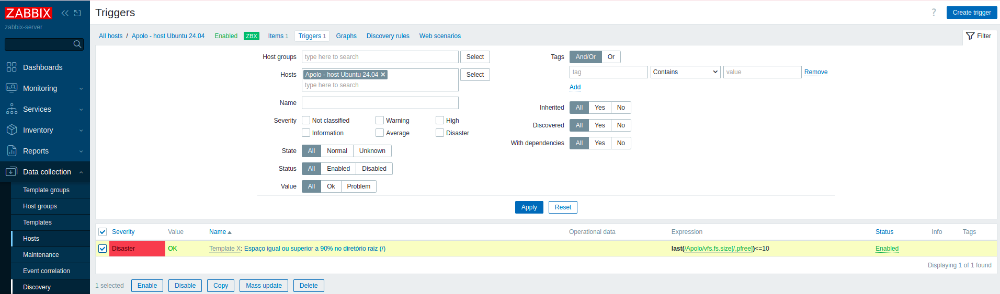 ZABBIX
zabbix-server
Dashboards
Monitoring
Services
Inventory
Reports
Data collection
Template groups
Host groups
Templates
Hosts
Maintenance
Event correlation
Discovery
Triggers
? Create trigger
All hosts / Apolo - host Ubuntu 24.04 Enabled ZBX Items 1 Triggers 1 Graphs Discovery rules Web scenarios Filter
Host groups type here to search Select
Hosts Apolo - host Ubuntu 24.04 Select
type here to search
Name
Severity Not classified Warning High
Information Average Disaster
State All Normal Unknown
Status All Enabled Disabled
Value All Ok Problem
Tags And/Or Or
tag Contains value Remove
Add
Inherited All Yes No
Discovered All Yes No
With dependencies All Yes No
Apply Reset
Severity Value Name Operational data Expression Status Info Tags
Disaster OK Template X: Espaço igual ou superior a 90% no diretório raiz (/) last(/Apolo/vfs.fs.size[/,pfree])<=10 Enabled
Displaying 1 of 1 found
1 selected Enable Disable Copy Mass update Delete